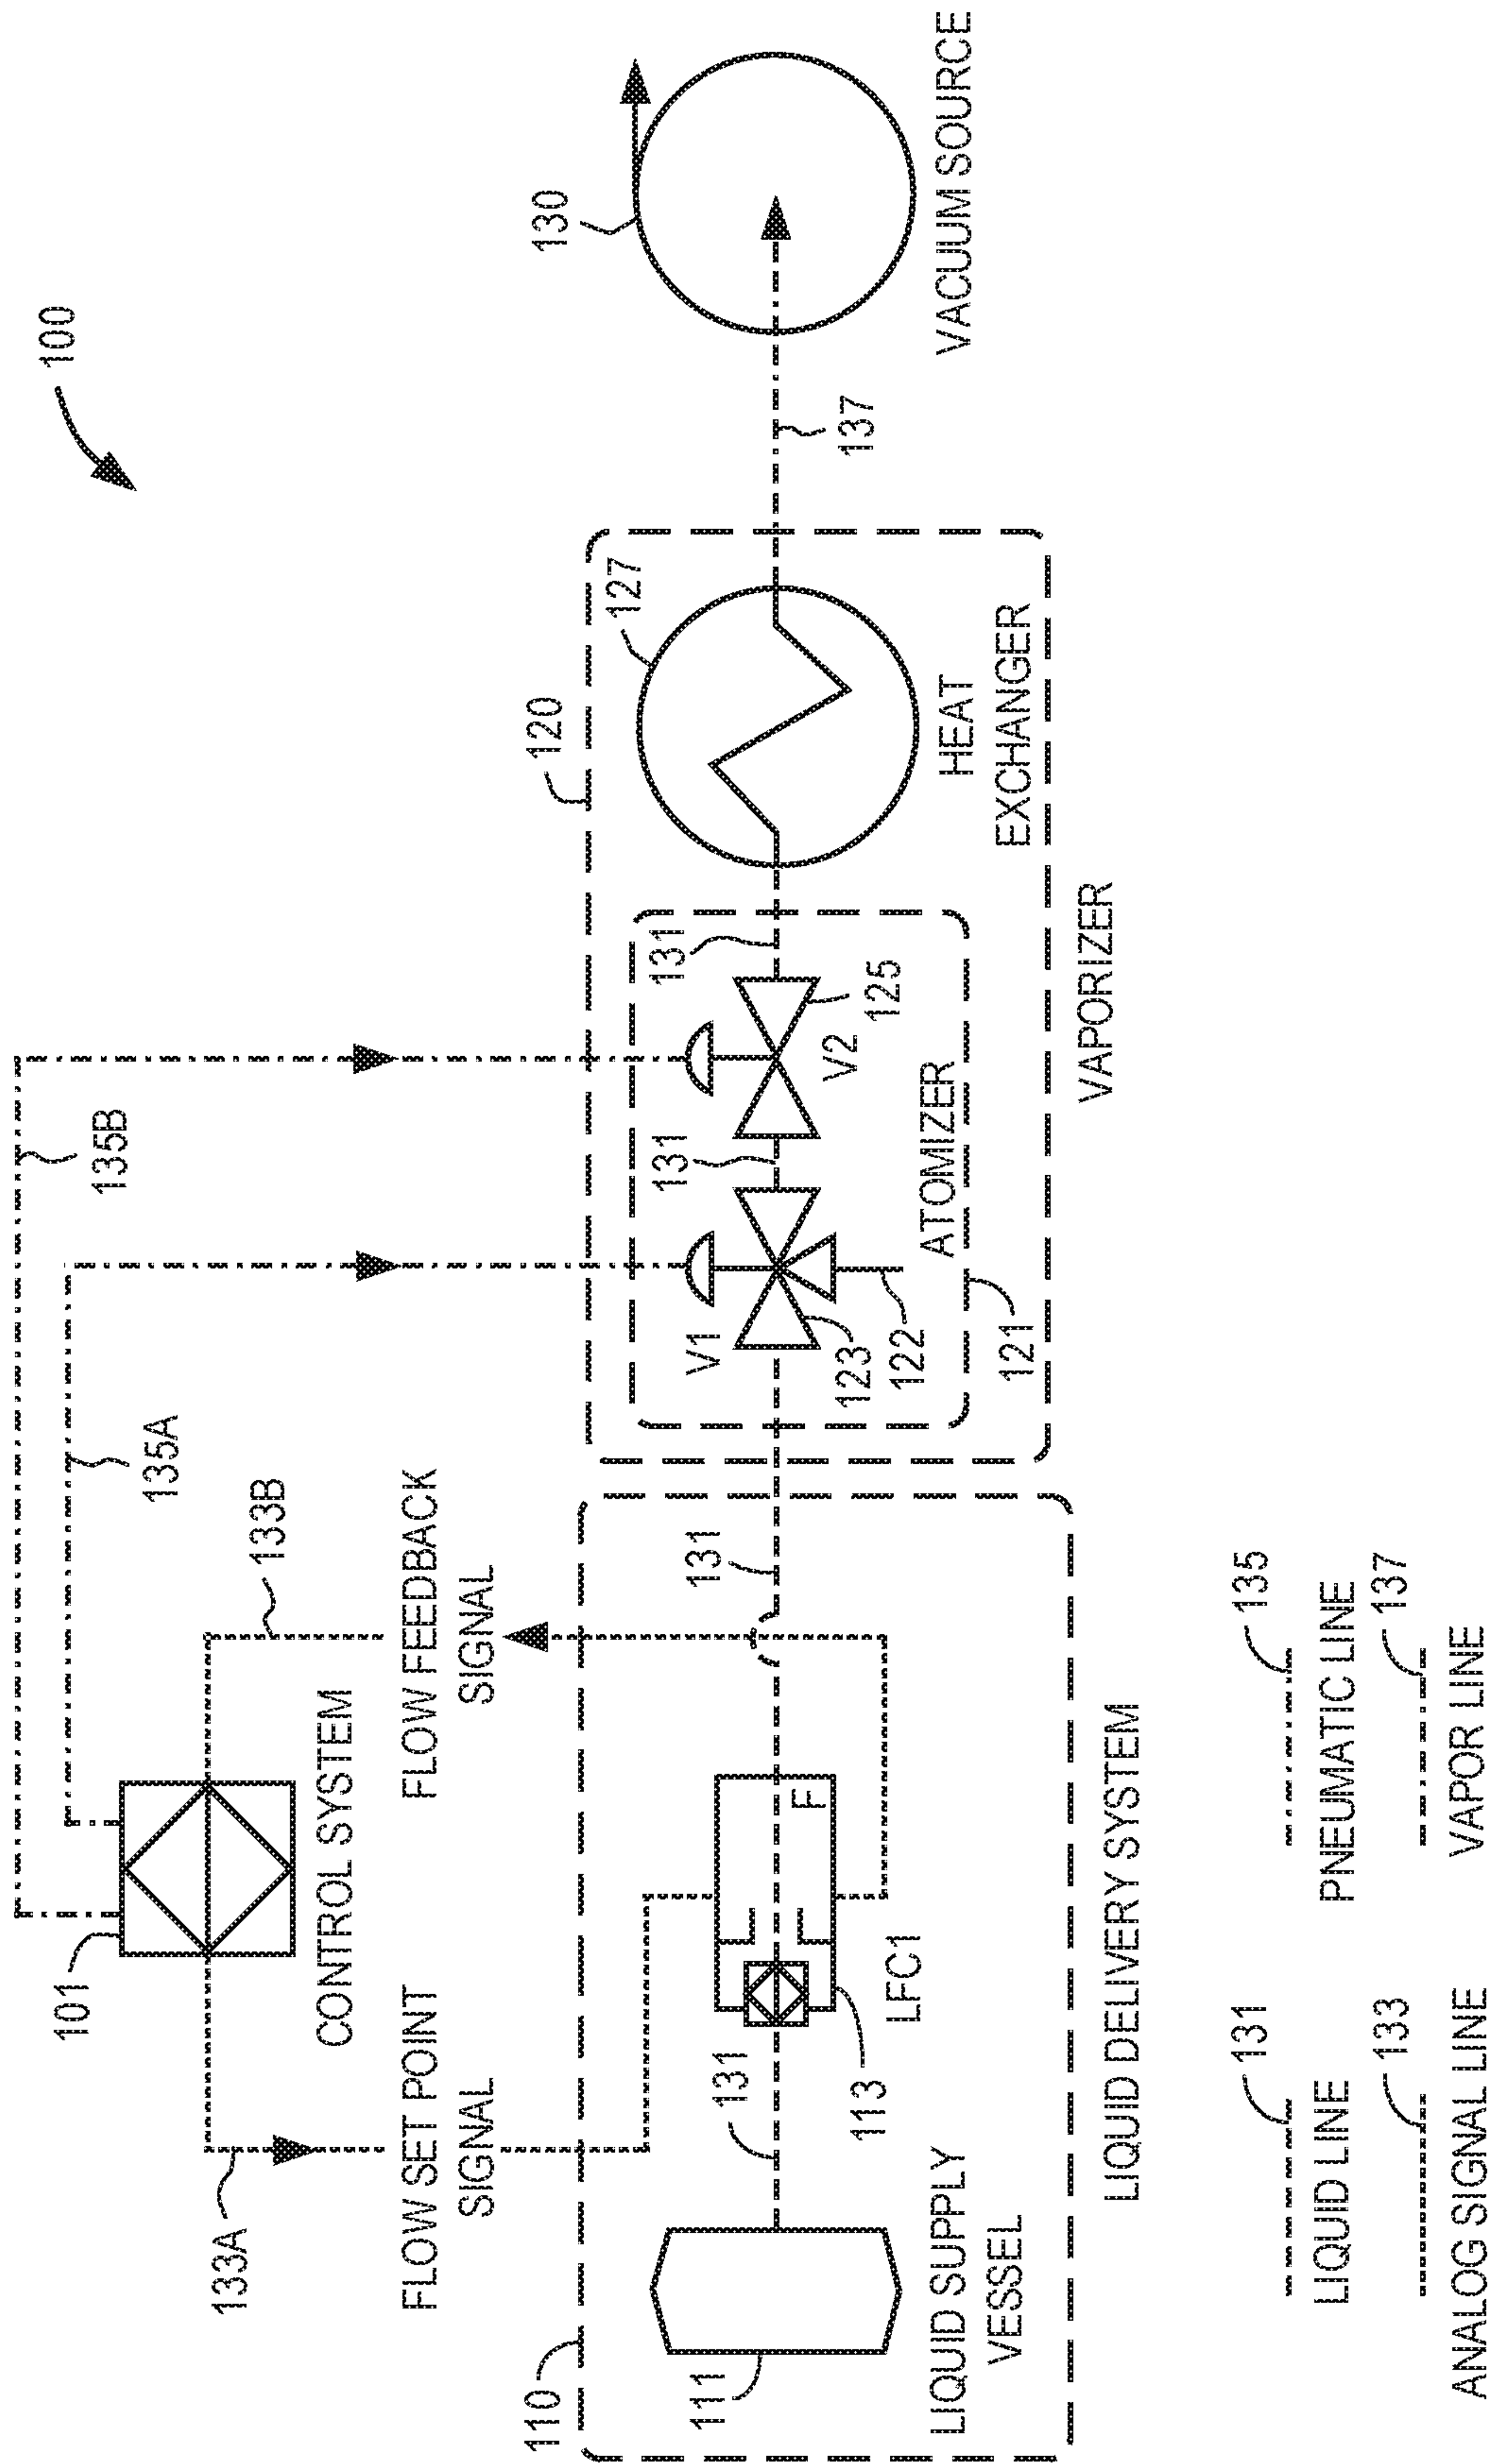 100
135B
135A
101
CONTROL SYSTEM
133A
133B
FLOW SET POINT
SIGNAL
FLOW FEEDBACK
SIGNAL
110
120
130
111
131
113
LFC1
F
131
V1
123
122
131
V2
125
131
127
137
LIQUID SUPPLY
VESSEL
ATOMIZER
121
HEAT
EXCHANGER
VACUUM SOURCE
LIQUID DELIVERY SYSTEM
VAPORIZER
131
LIQUID LINE
135
PNEUMATIC LINE
133
ANALOG SIGNAL LINE
137
VAPOR LINE